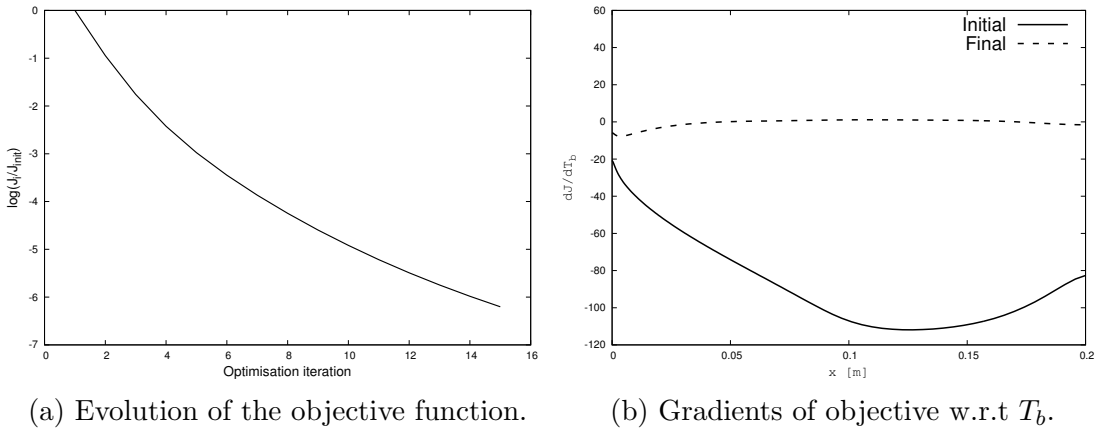 0
-1
-2
-3
-4
-5
-6
-7
log(J_i/J_init)
0 2 4 6 8 10 12 14 16
Optimisation iteration
(a) Evolution of the objective function.
60
40
20
0
-20
-40
-60
-80
-100
-120
dJ/dT_b
Initial
Final
0 0.05 0.1 0.15 0.2
x [m]
(b) Gradients of objective w.r.t T_b.